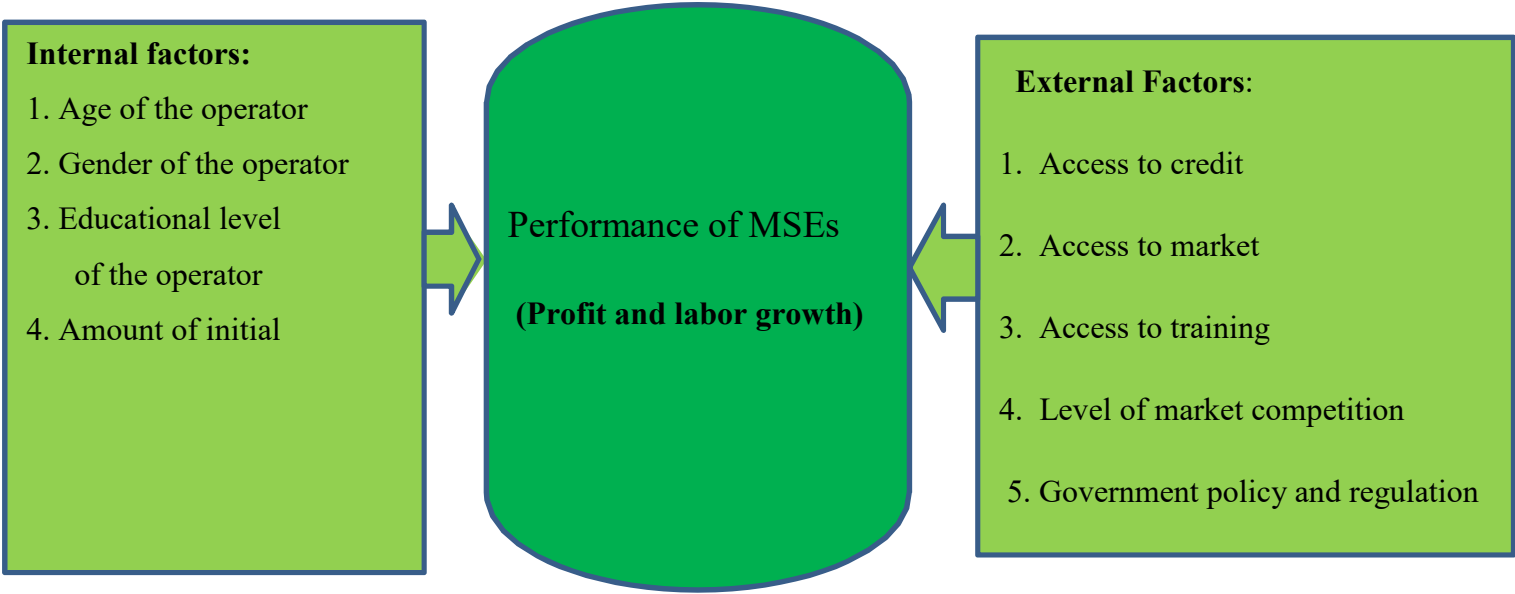 Internal factors:
1. Age of the operator
2. Gender of the operator
3. Educational level
of the operator
4. Amount of initial
Performance of MSEs
(Profit and labor growth)
External Factors:
1. Access to credit
2. Access to market
3. Access to training
4. Level of market competition
5. Government policy and regulation